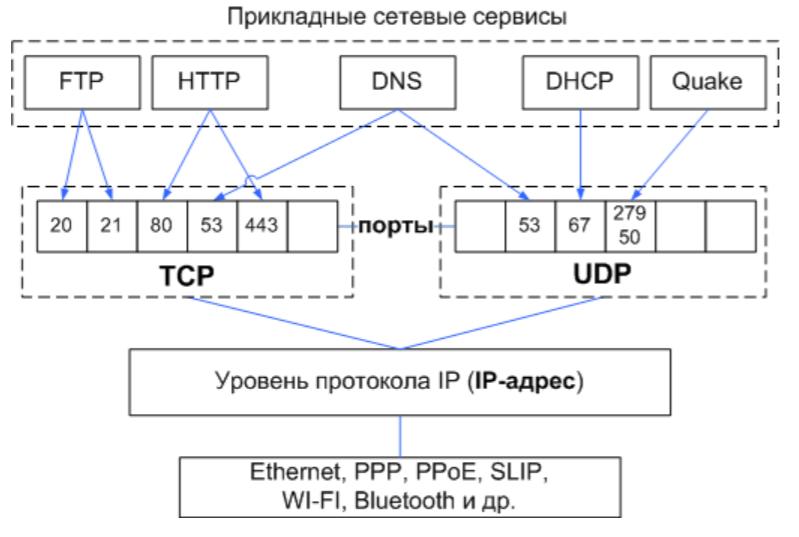 Прикладные сетевые сервисы
FTP
HTTP
DNS
DHCP
Quake
20
21
80
53
443
порты
53
67
279
50
TCP
UDP
Уровень протокола IP (IP-адрес)
Ethernet, PPP, PPoE, SLIP,
WI-FI, Bluetooth и др.